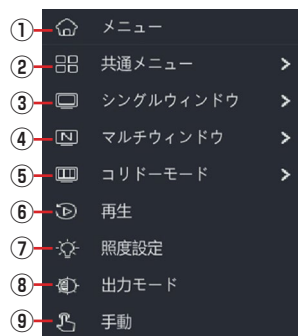 ① メニュー
② 共通メニュー >
③ シングルウィンドウ >
④ マルチウィンドウ >
⑤ コリドーモード >
⑥ 再生
⑦ 照度設定
⑧ 出力モード
⑨ 手動